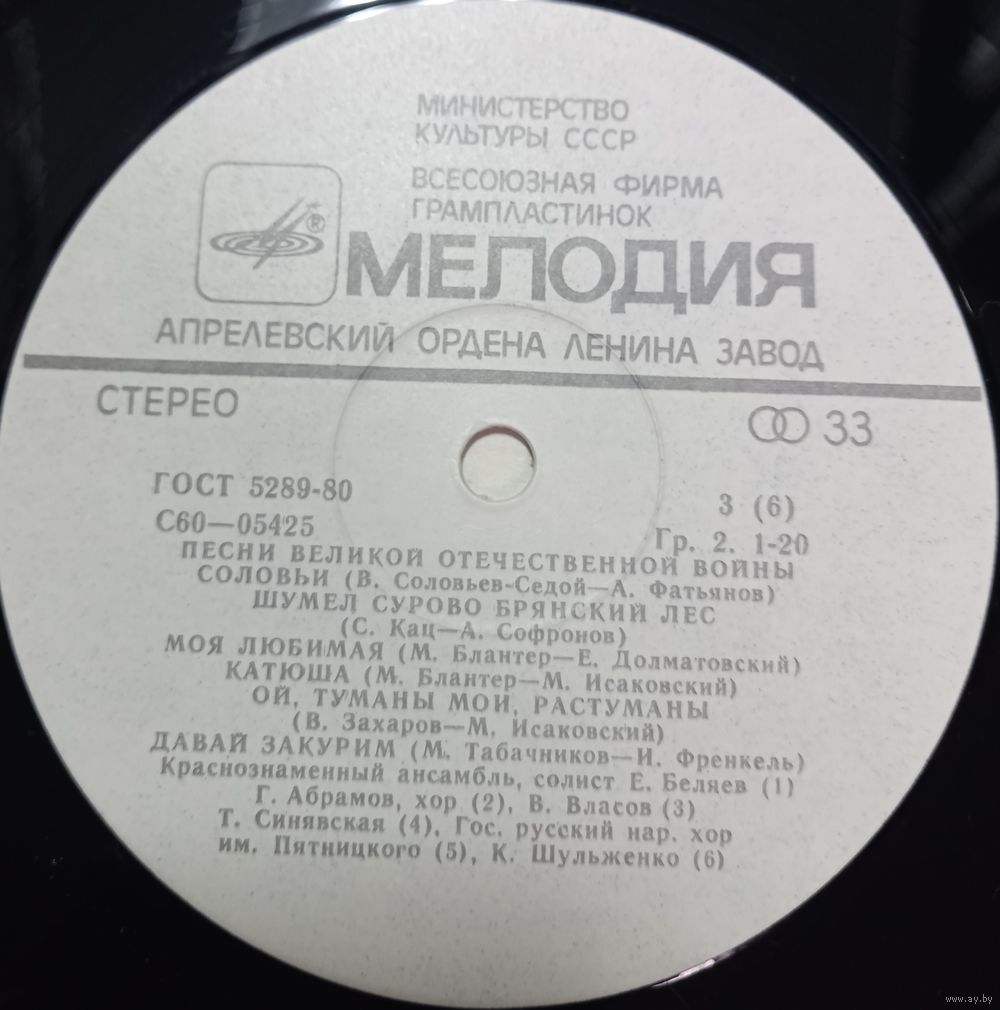 МИНИСТЕРСТВО
КУЛЬТУРЫ СССР
ВСЕСОЮЗНАЯ ФИРМА
ГРАМПЛАСТИНОК
®
МЕЛОДИЯ
АПРЕЛЕВСКИЙ ОРДЕНА ЛЕНИНА ЗАВОД
СТЕРЕО
33
ГОСТ 5289-80
3 (6)
С60—05425
Гр. 2. 1-20
ПЕСНИ ВЕЛИКОЙ ОТЕЧЕСТВЕННОЙ ВОЙНЫ
СОЛОВЬИ (В. Соловьев-Седой—А. Фатьянов)
ШУМЕЛ СУРОВО БРЯНСКИЙ ЛЕС
(С. Кац—А. Софронов)
МОЯ ЛЮБИМАЯ (М. Блантер—Е. Долматовский)
КАТЮША (М. Блантер—М. Исаковский)
ОЙ, ТУМАНЫ МОИ, РАСТУМАНЫ
(В. Захаров—М. Исаковский)
ДАВАЙ ЗАКУРИМ (М. Табачников—И. Френкель)
Краснознаменный ансамбль, солист Е. Беляев (1)
Г. Абрамов, хор (2), В. Власов (3)
Т. Синявская (4), Гос. русский нар. хор
им. Пятницкого (5), К. Шульженко (6)
www.ay.by